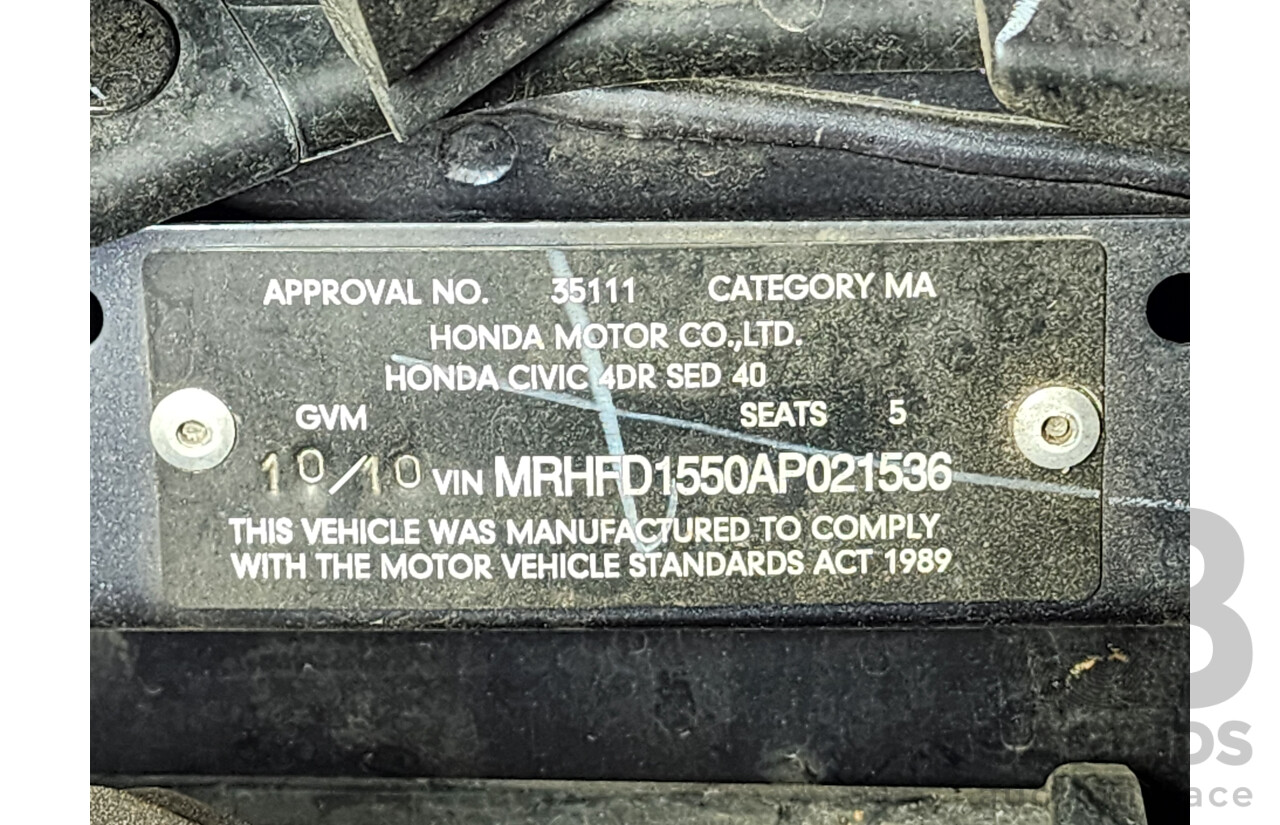 APPROVAL NO. 35111 CATEGORY MA
HONDA MOTOR CO.,LTD.
HONDA CIVIC 4DR SED 40
GVM SEATS 5
10/10 VIN MRHFD1550AP021536
THIS VEHICLE WAS MANUFACTURED TO COMPLY
WITH THE MOTOR VEHICLE STANDARDS ACT 1989